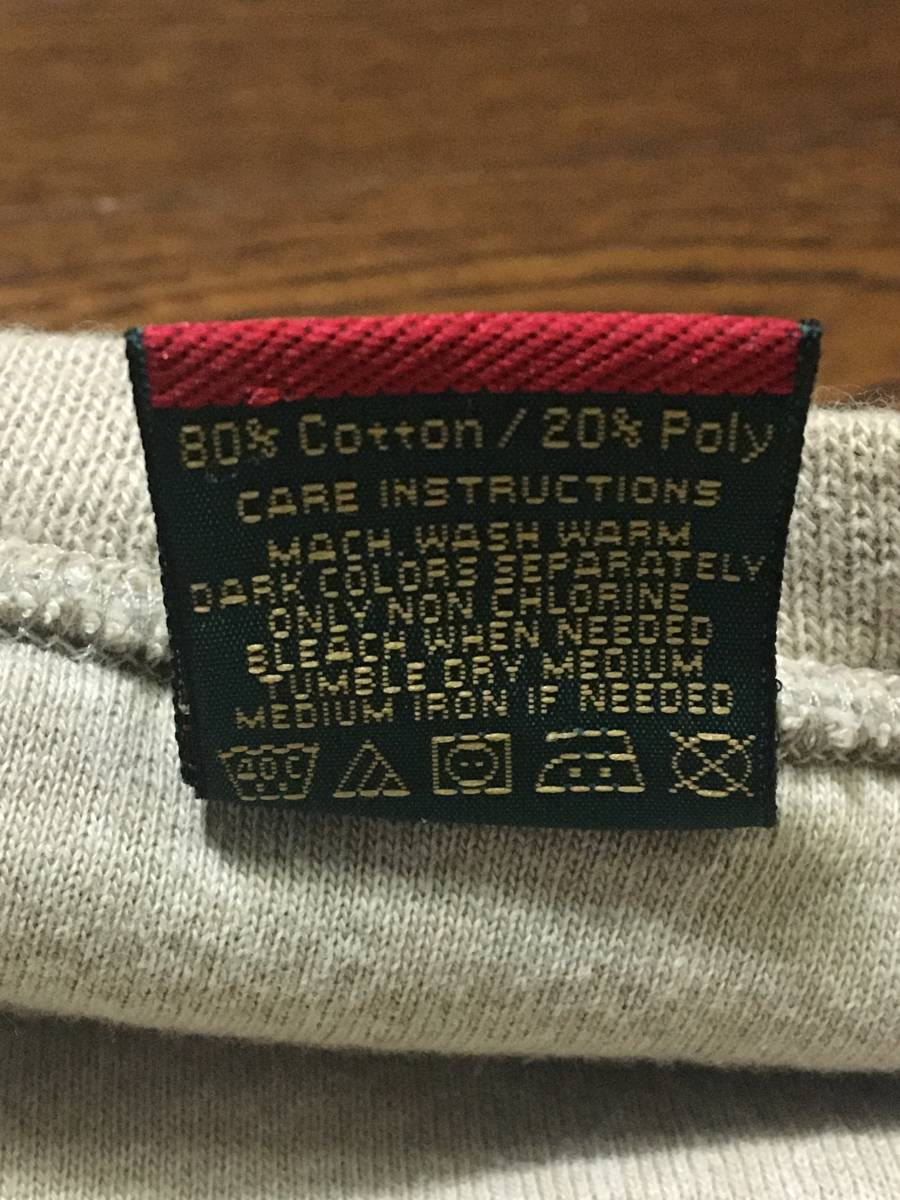 80% Cotton / 20% Poly
CARE INSTRUCTIONS
MACH. WASH WARM
DARK COLORS SEPARATELY
ONLY NON CHLORINE
BLEACH WHEN NEEDED
TUMBLE DRY MEDIUM
MEDIUM IRON IF NEEDED
40C